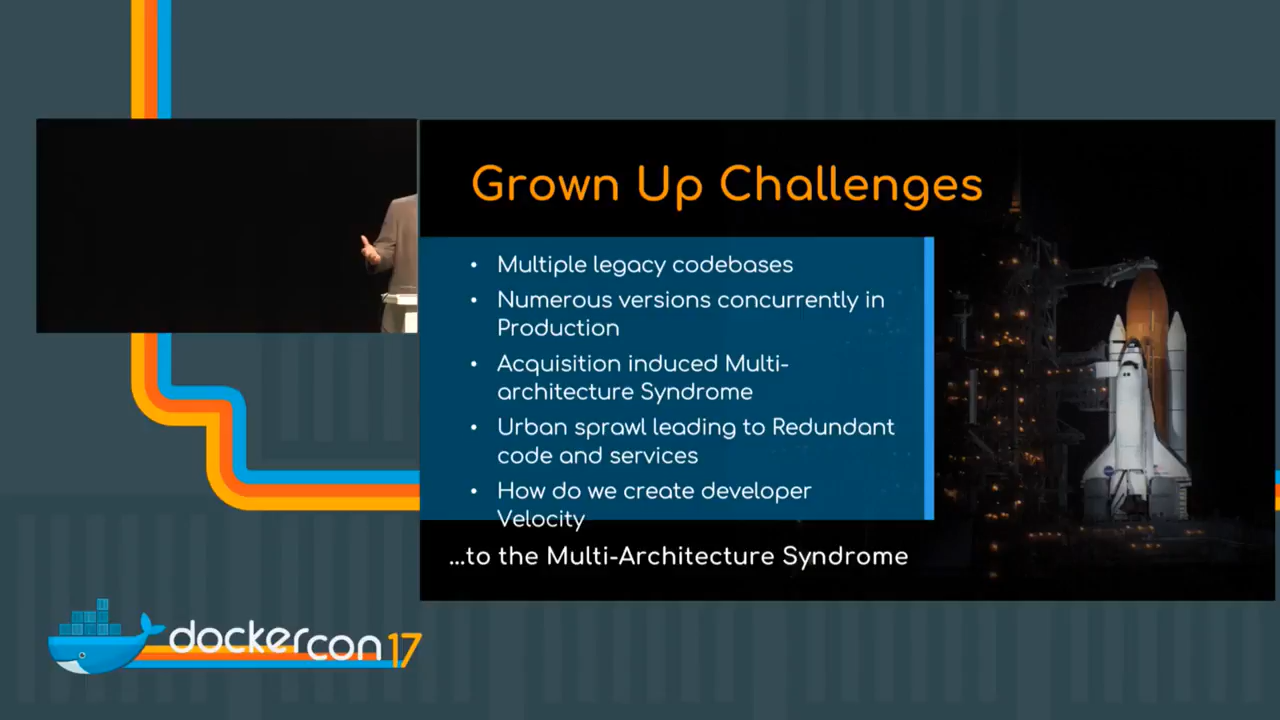 Grown Up Challenges
• Multiple legacy codebases
• Numerous versions concurrently in
Production
• Acquisition induced Multi-
architecture Syndrome
• Urban sprawl leading to Redundant
code and services
• How do we create developer
Velocity
...to the Multi-Architecture Syndrome
dockercon17